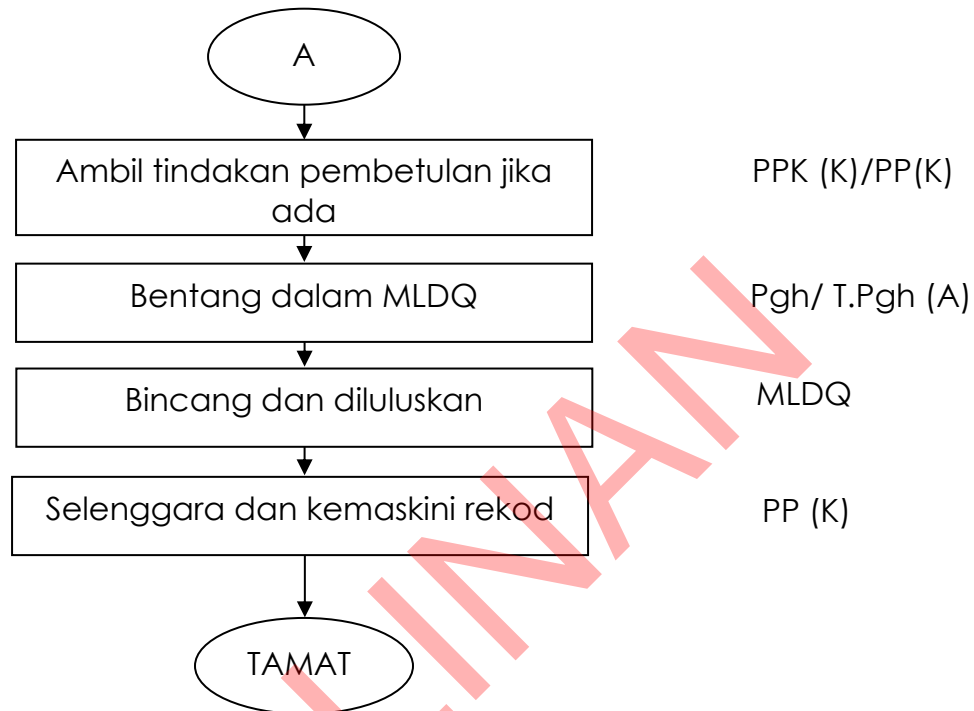 A
Ambil tindakan pembetulan jika
ada
PPK (K)/PP(K)
Bentang dalam MLDQ
Pgh/ T.Pgh (A)
Bincang dan diluluskan
MLDQ
Selenggara dan kemaskini rekod
PP (K)
TAMAT
LINAN